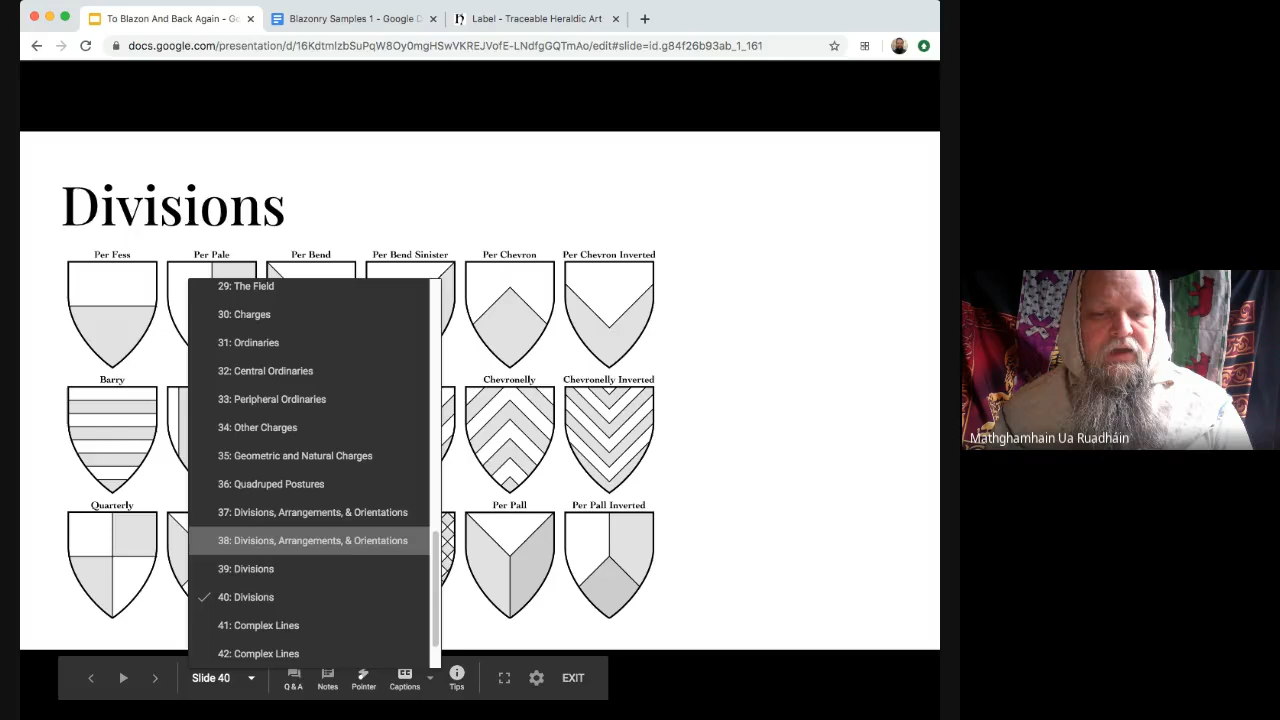 To Blazon And Back Again - Go
Blazonry Samples 1 - Google D
Label - Traceable Heraldic Art
docs.google.com/presentation/d/16KdtmIzbSuPqW8Oy0mgHSwVKREJVofE-LNdfgGQTmAo/edit#slide=id.g84f26b93ab_1_161
Divisions
Per Fess
Per Pale
Per Bend
Per Bend Sinister
Per Chevron
Per Chevron Inverted
Barry
Chevronelly
Chevronelly Inverted
Quarterly
Per Pall
Per Pall Inverted
29: The Field
30: Charges
31: Ordinaries
32: Central Ordinaries
33: Peripheral Ordinaries
34: Other Charges
35: Geometric and Natural Charges
36: Quadruped Postures
37: Divisions, Arrangements, & Orientations
38: Divisions, Arrangements, & Orientations
39: Divisions
40: Divisions
41: Complex Lines
42: Complex Lines
Slide 40
Q & A
Notes
Pointer
Captions
Tips
EXIT
Mathghamhain Ua Ruadháin